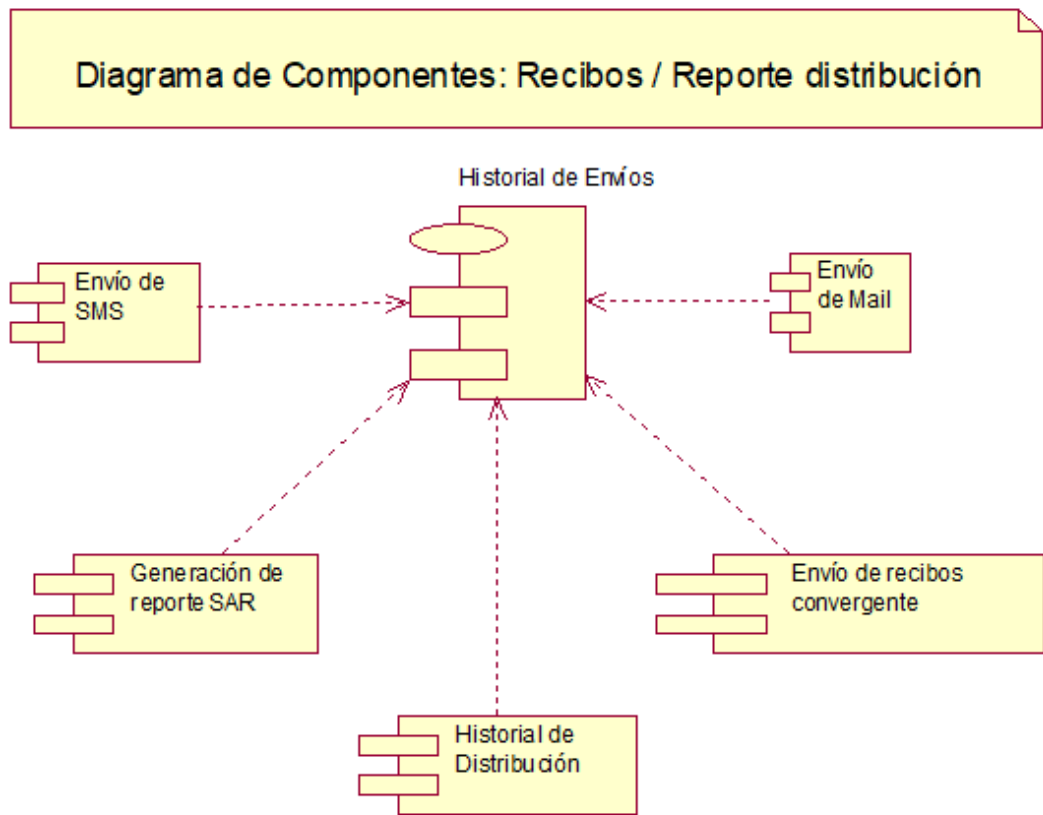 Diagrama de Componentes: Recibos / Reporte distribución
Historial de Envíos
Envío de
SMS
Envío
de Mail
Generación de
reporte SAR
Envío de recibos
convergente
Historial de
Distribución